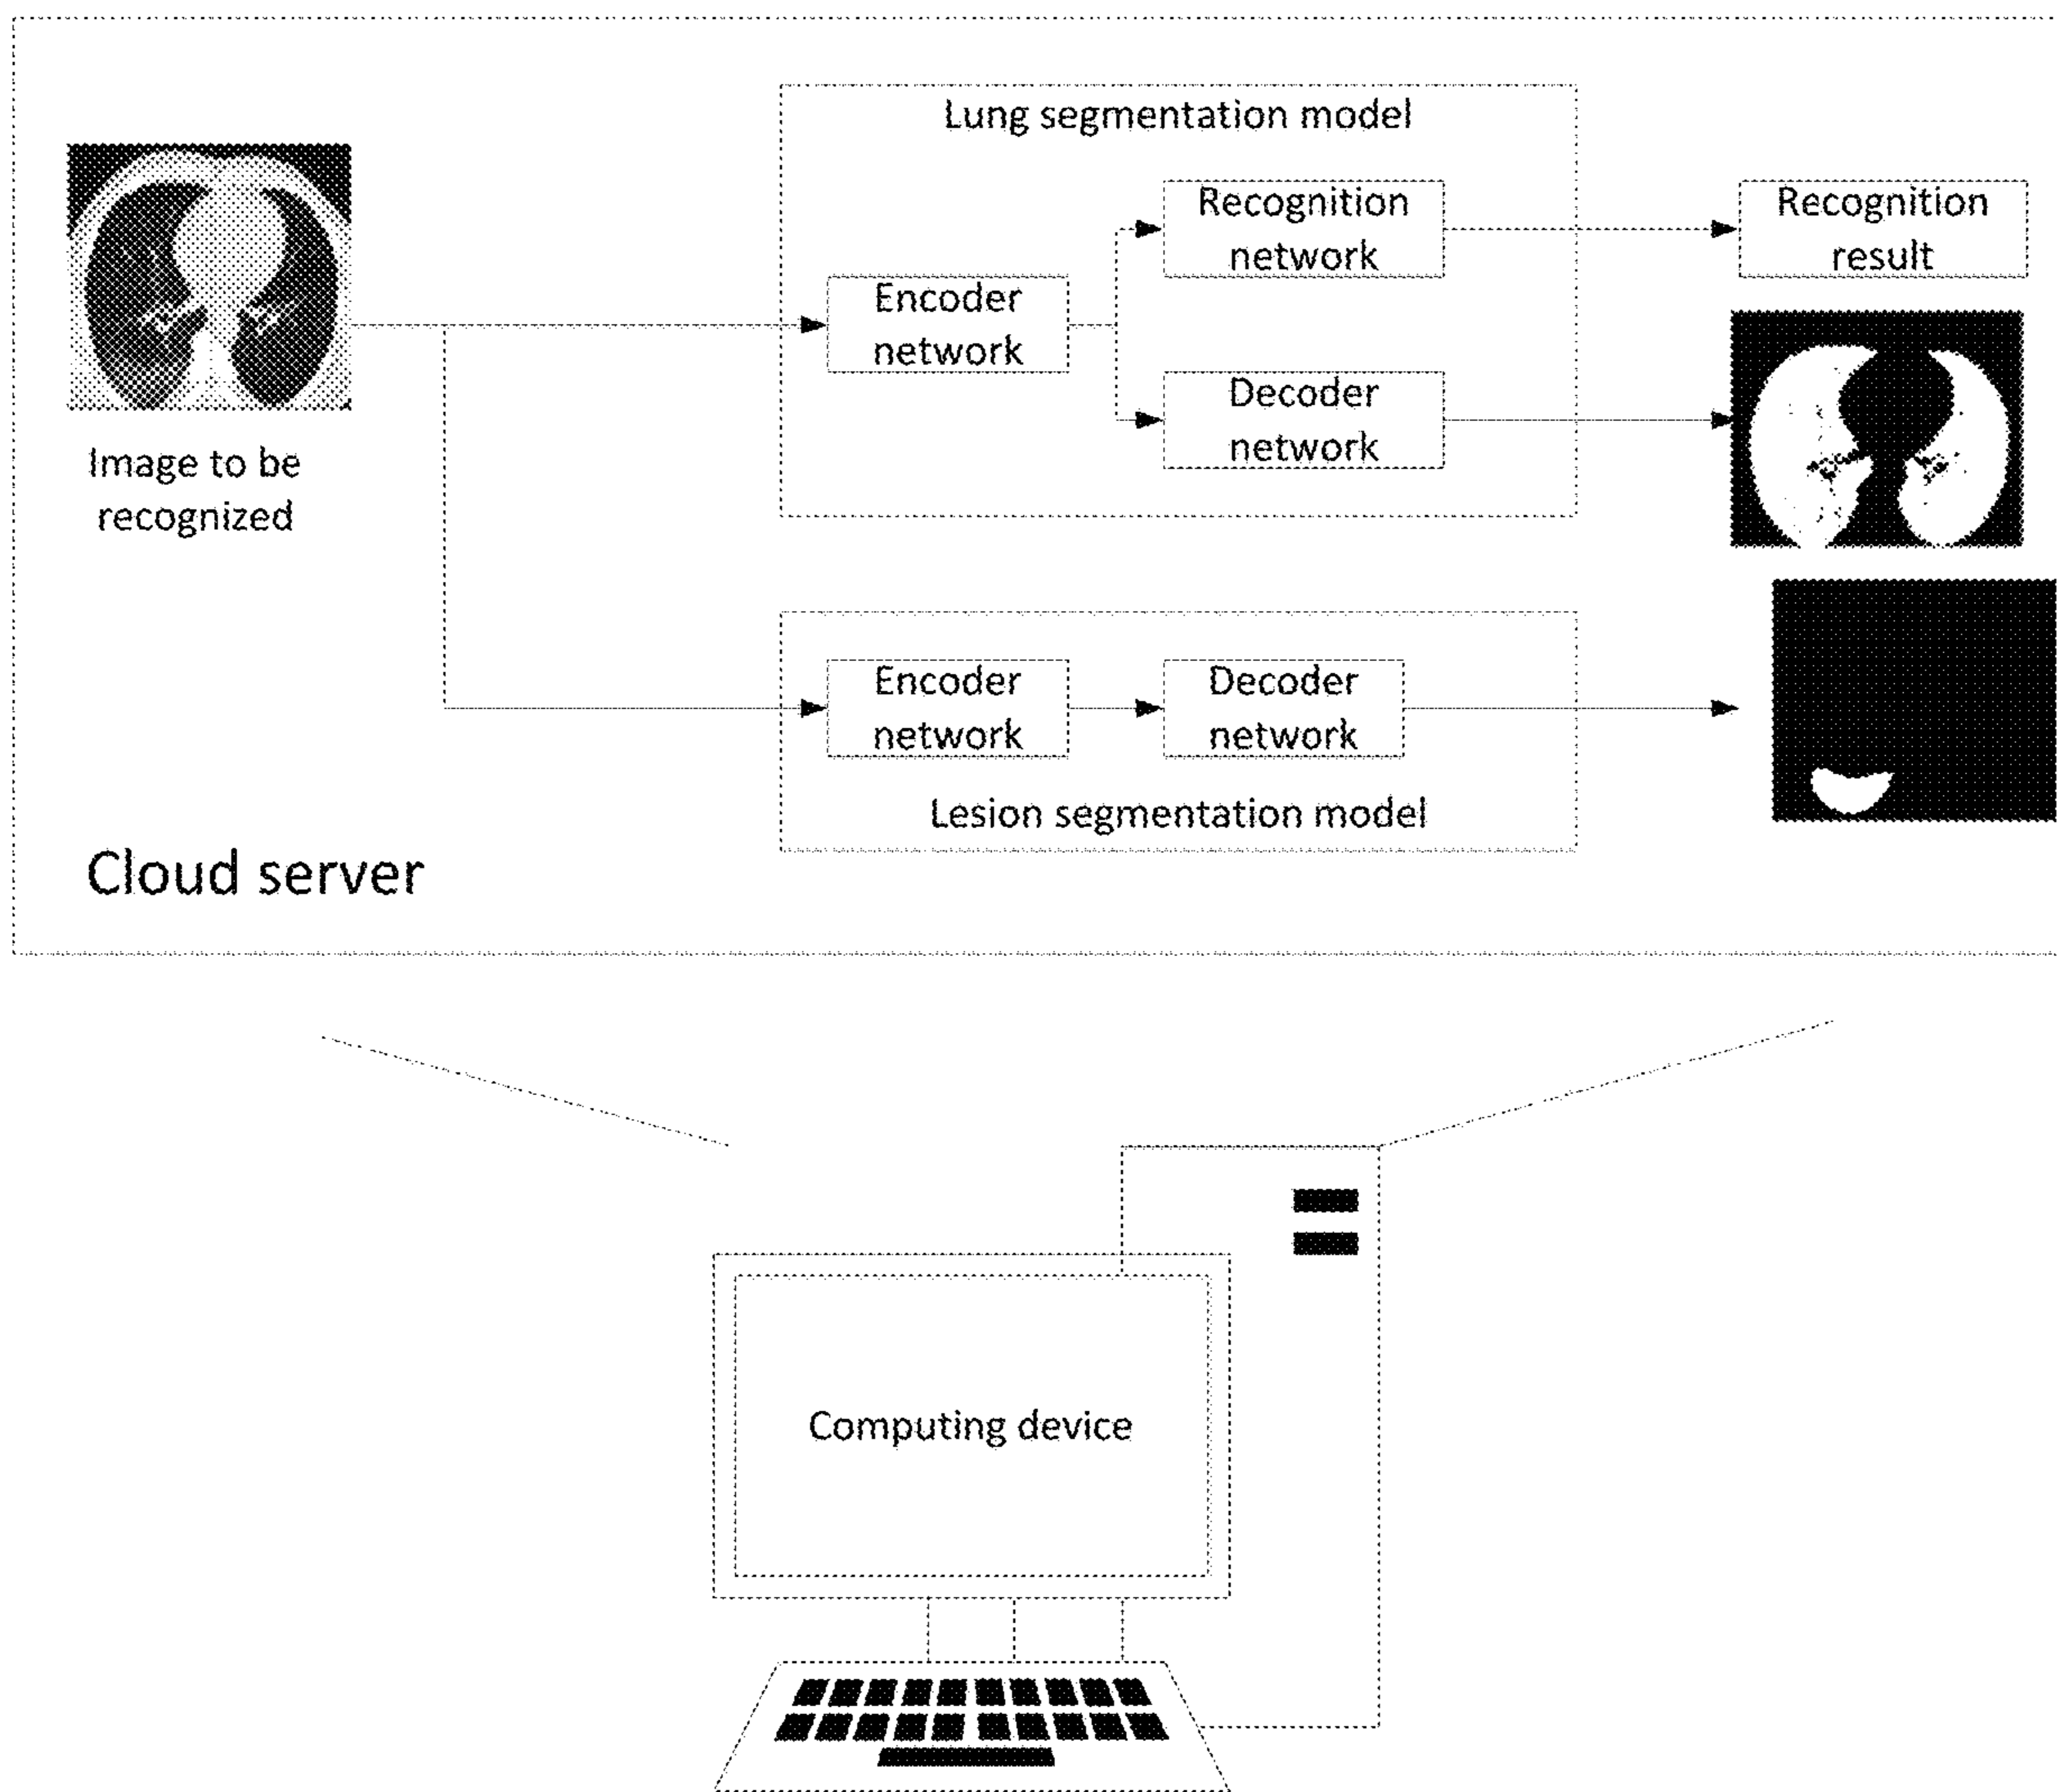 Lung segmentation model
Recognition
network
Recognition
result
Encoder
network
Decoder
network
Image to be
recognized
Encoder
network
Decoder
network
Lesion segmentation model
Cloud server
Computing device